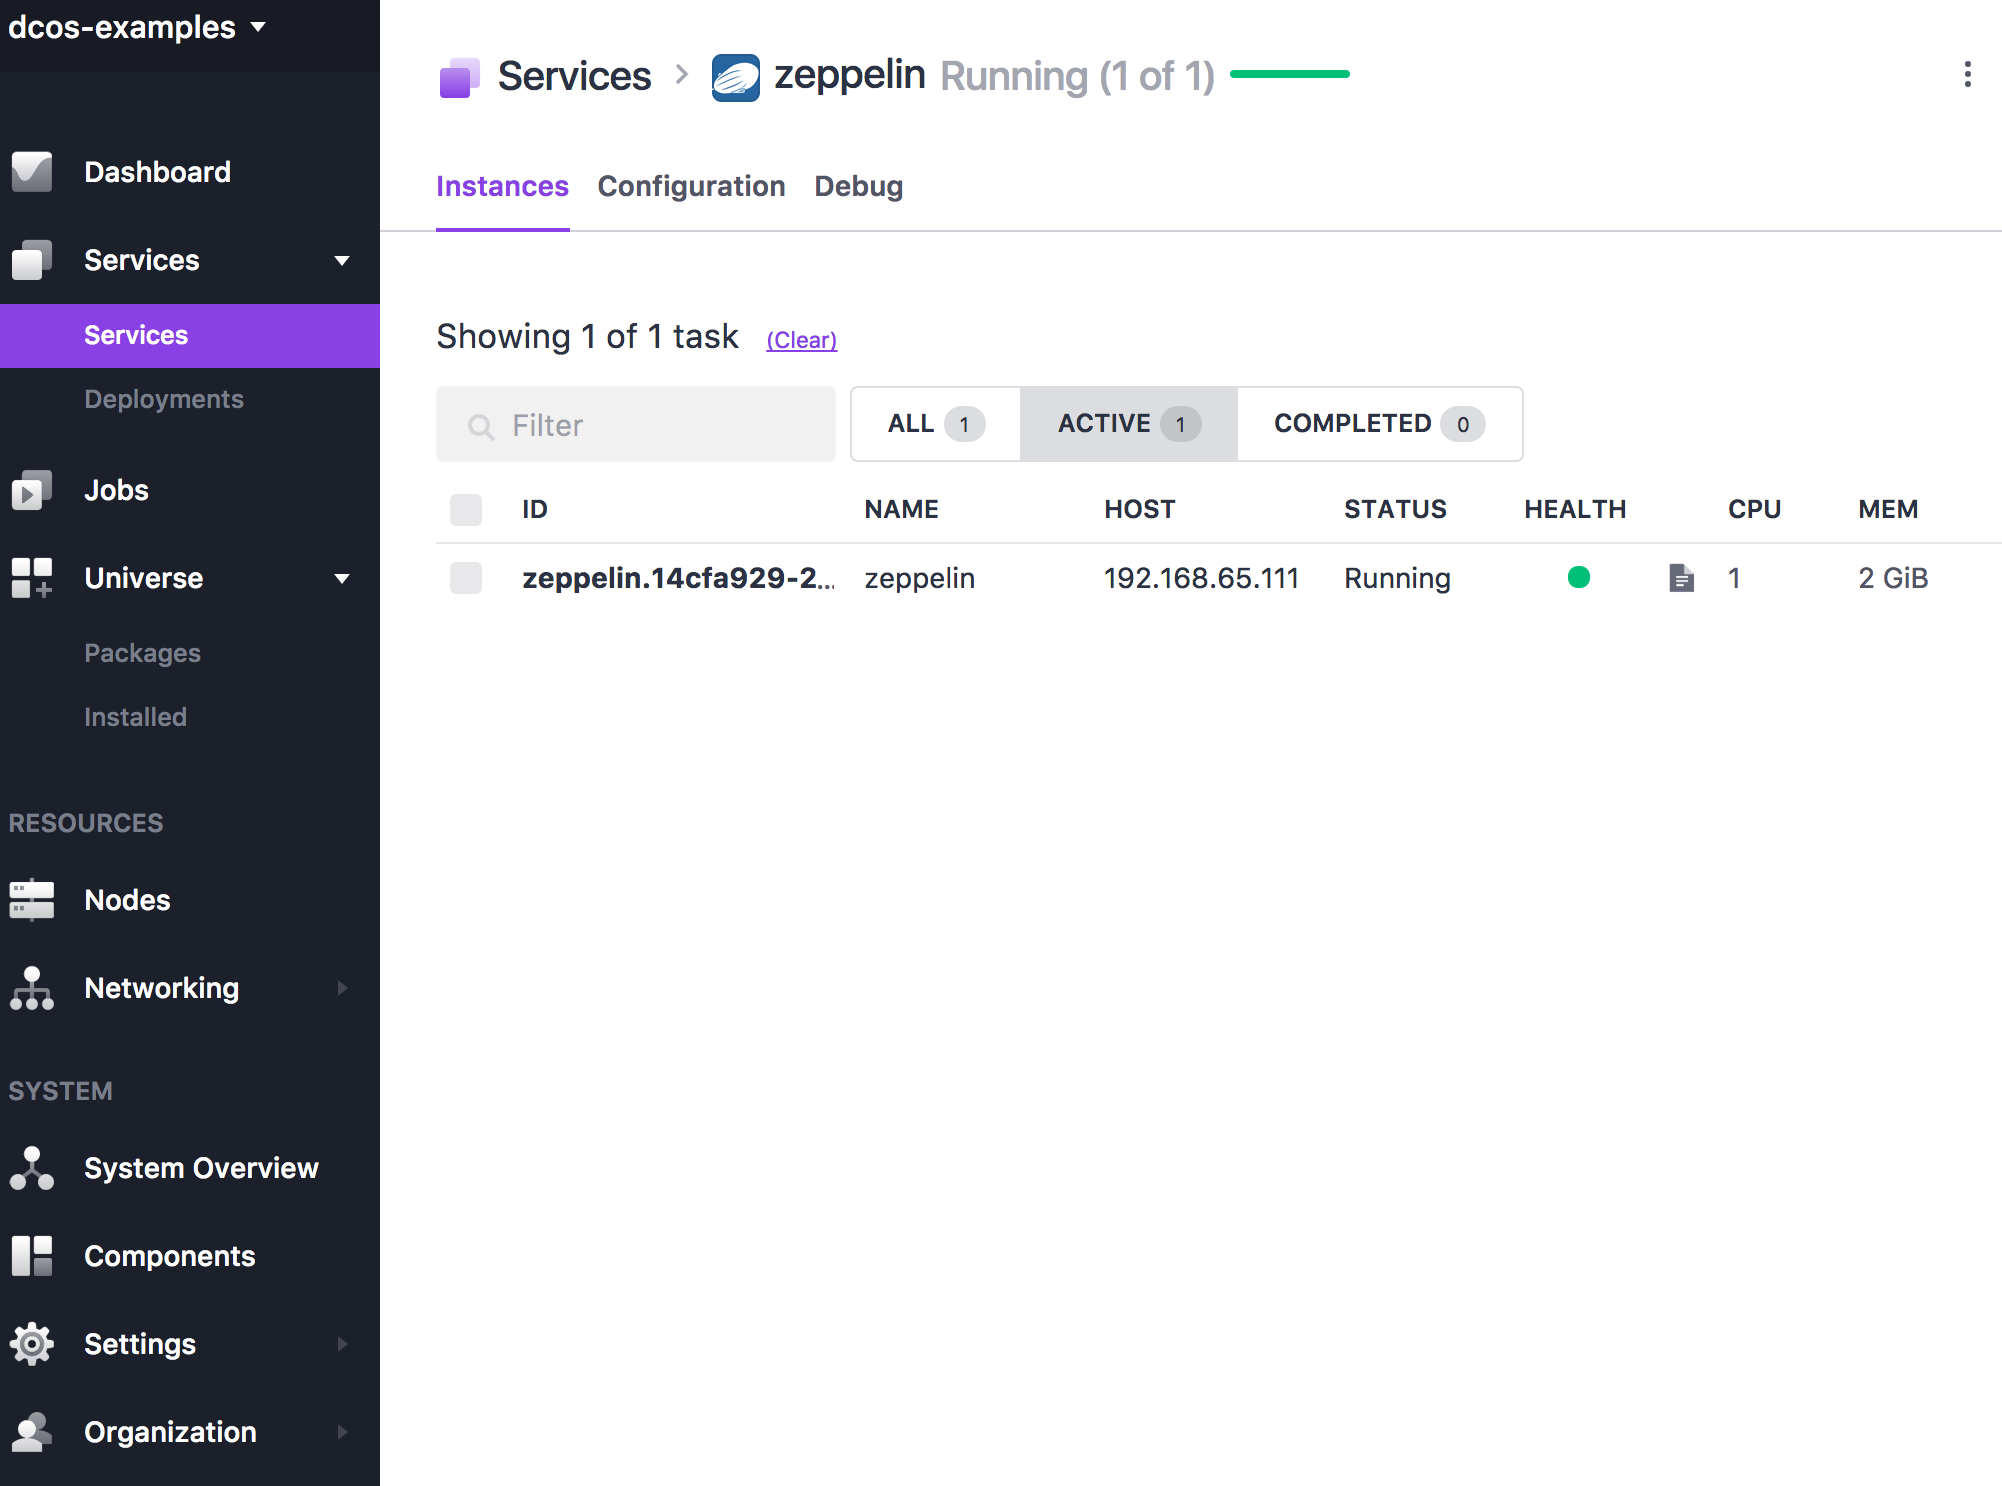 dcos-examples
Dashboard
Services
Services
Deployments
Jobs
Universe
Packages
Installed
RESOURCES
Nodes
Networking
SYSTEM
System Overview
Components
Settings
Organization
Services zeppelin Running (1 of 1)
Instances Configuration Debug
Showing 1 of 1 task (Clear)
Filter ALL 1 ACTIVE 1 COMPLETED 0
ID NAME HOST STATUS HEALTH CPU MEM
zeppelin.14cfa929-2... zeppelin 192.168.65.111 Running 1 2 GiB